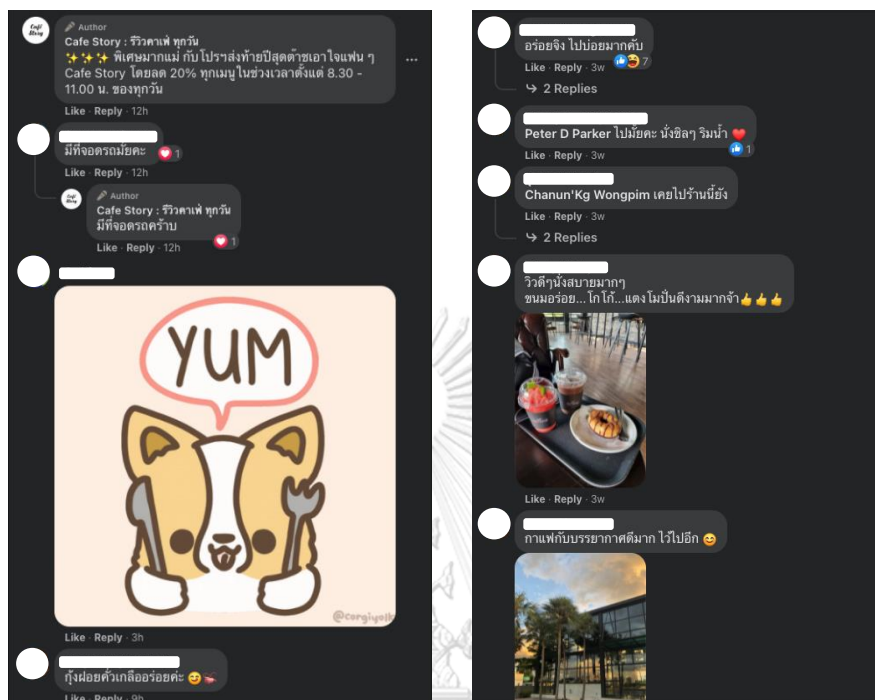 Café Story
Author
Cafe Story : รีวิวคาเฟ่ ทุกวัน
✨✨✨ พิเศษมากแม่ กับโปรฯส่งท้ายปีสุดต๊าชเอาใจแฟน ๆ
Cafe Story โดยลด 20% ทุกเมนูในช่วงเวลาตั้งแต่ 8.30 -
11.00 น. ของทุกวัน
Like · Reply · 12h
มีที่จอดรถมัยคะ
1
Like · Reply · 12h
Author
Cafe Story : รีวิวคาเฟ่ ทุกวัน
มีที่จอดรถคร้าบ
1
Like · Reply · 12h
YUM
@corgiyolk
Like · Reply · 3h
กุ้งฝอยคั่วเกลืออร่อยค่ะ 😊🦐
Like · Reply · 9h
อร่อยจิง ไปบ่อยมากคับ
7
Like · Reply · 3w
2 Replies
Peter D Parker ไปมั้ยคะ นั่งชิลๆ ริมน้ำ ❤️
1
Like · Reply · 3w
Chanun'Kg Wongpim เคยไปร้านนี้ยัง
Like · Reply · 3w
2 Replies
วิวดีๆนั่งสบายมากๆ
ขนมอร่อย...โกโก้...แตงโมปั่นดีงามมากจ้า👍👍👍
Like · Reply · 3w
กาแฟกับบรรยากาศดีมาก ไว้ไปอีก 😊